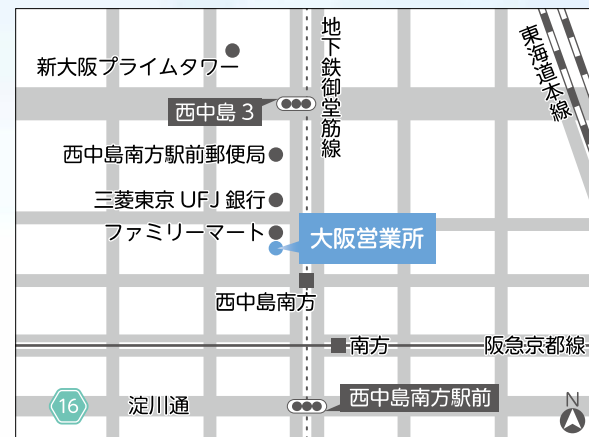 新大阪プライムタワー
地下鉄御堂筋線
東海道本線
西中島3
西中島南方駅前郵便局
三菱東京UFJ銀行
ファミリーマート
大阪営業所
西中島南方
南方
阪急京都線
16
淀川通
西中島南方駅前
N